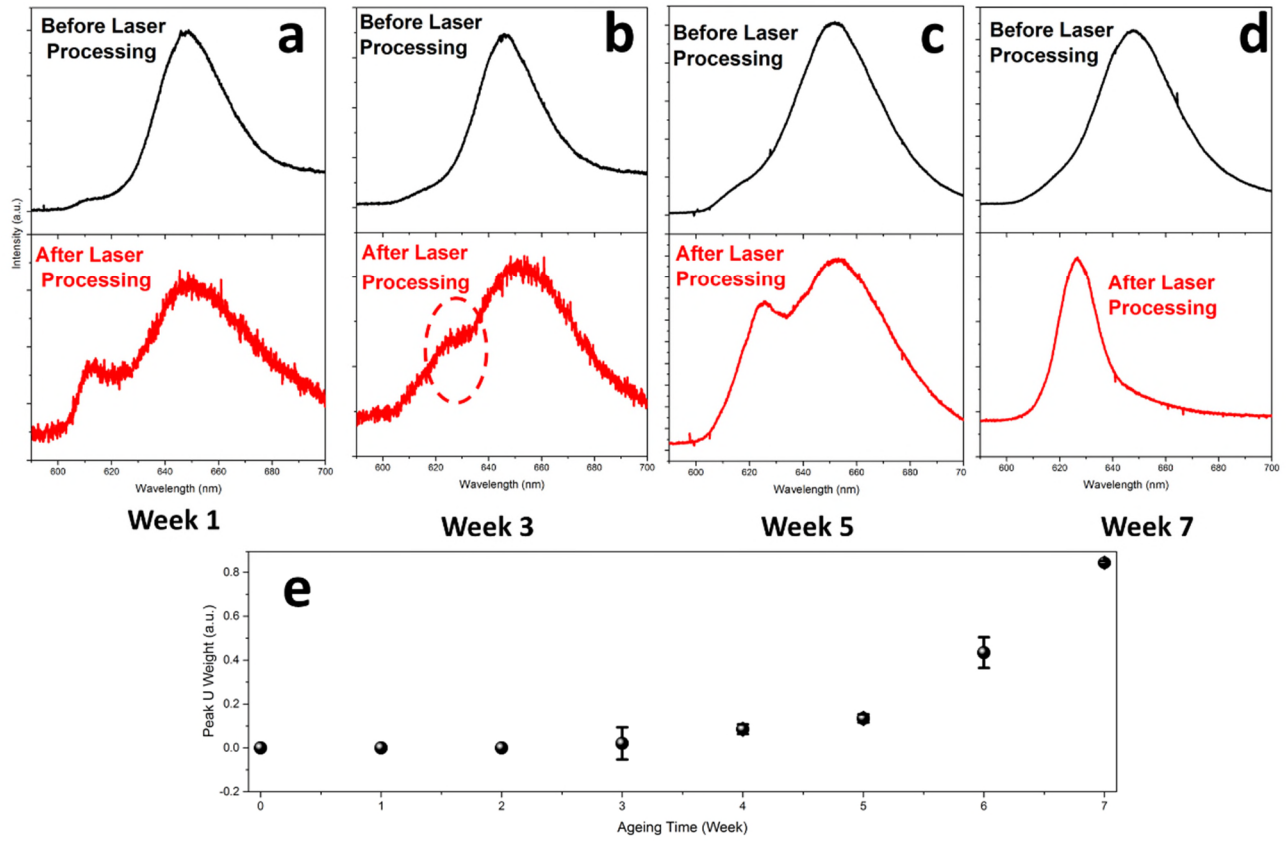 Before Laser
Processing
a
Before Laser
Processing
b
Before Laser
Processing
c
Before Laser
Processing
d
Intensity (a.u.)
After Laser
Processing
After Laser
Processing
After Laser
Processing
After Laser
Processing
600 620 640 660 680 700
600 620 640 660 680 700
600 620 640 660 680 70
600 620 640 660 680 700
Wavelength (nm)
Wavelength (nm)
Wavelength (nm)
Wavelength (nm)
Week 1
Week 3
Week 5
Week 7
e
Peak U Weight (a.u.)
0.8
0.6
0.4
0.2
0.0
-0.2
0 1 2 3 4 5 6 7
Ageing Time (Week)